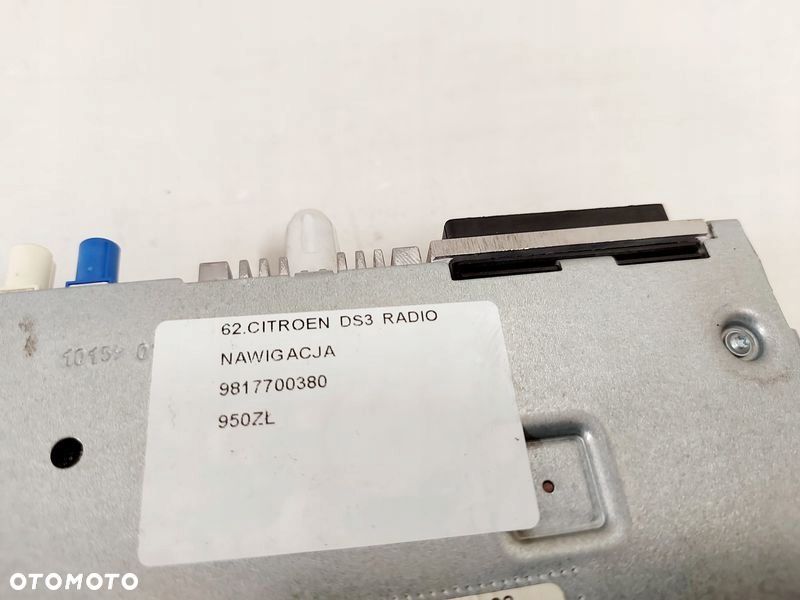 62.CITROEN DS3 RADIO
NAWIGACJA
9817700380
950ZŁ
OTOMOTO